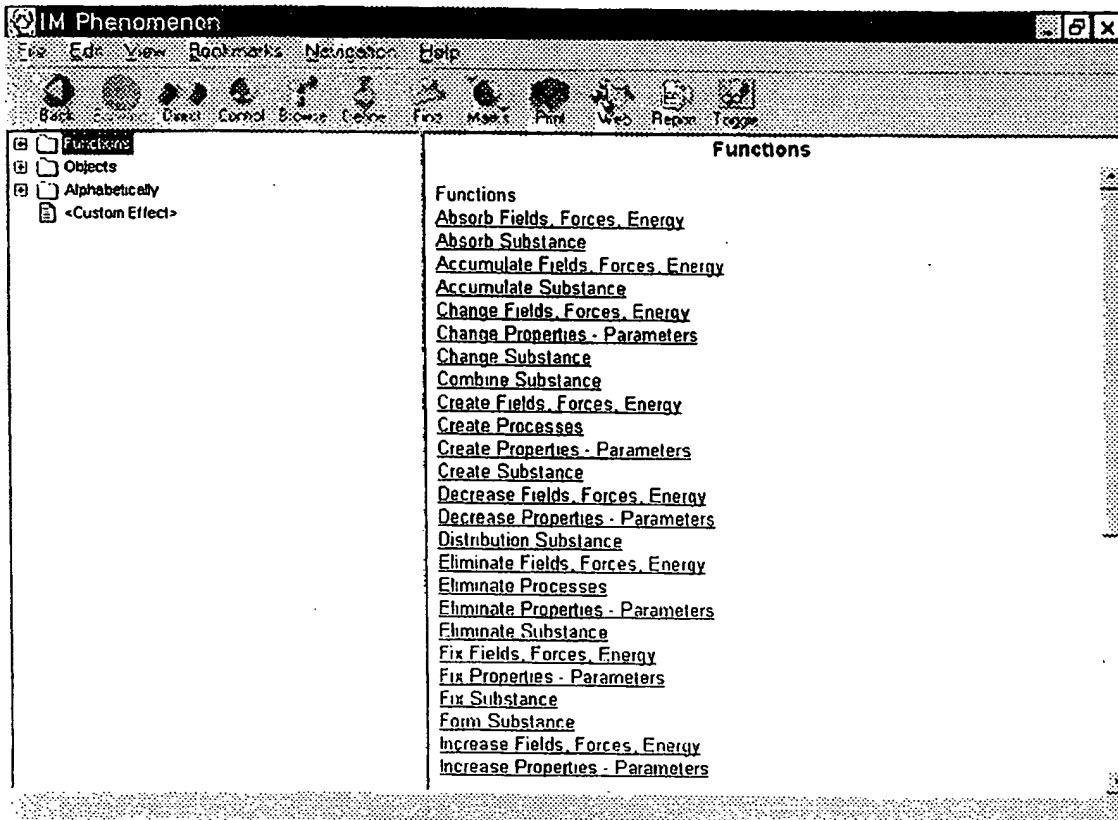 IM Phenomenon
File Edit View Bookmarks Navigation Help
Back Direct Control Browse Define Find Marks Print Web Report Toggle
Functions
Objects
Alphabetically
<Custom Effect>
Functions
Functions
Absorb Fields, Forces, Energy
Absorb Substance
Accumulate Fields, Forces, Energy
Accumulate Substance
Change Fields, Forces, Energy
Change Properties - Parameters
Change Substance
Combine Substance
Create Fields, Forces, Energy
Create Processes
Create Properties - Parameters
Create Substance
Decrease Fields, Forces, Energy
Decrease Properties - Parameters
Distribution Substance
Eliminate Fields, Forces, Energy
Eliminate Processes
Eliminate Properties - Parameters
Eliminate Substance
Fix Fields, Forces, Energy
Fix Properties - Parameters
Fix Substance
Form Substance
Increase Fields, Forces, Energy
Increase Properties - Parameters